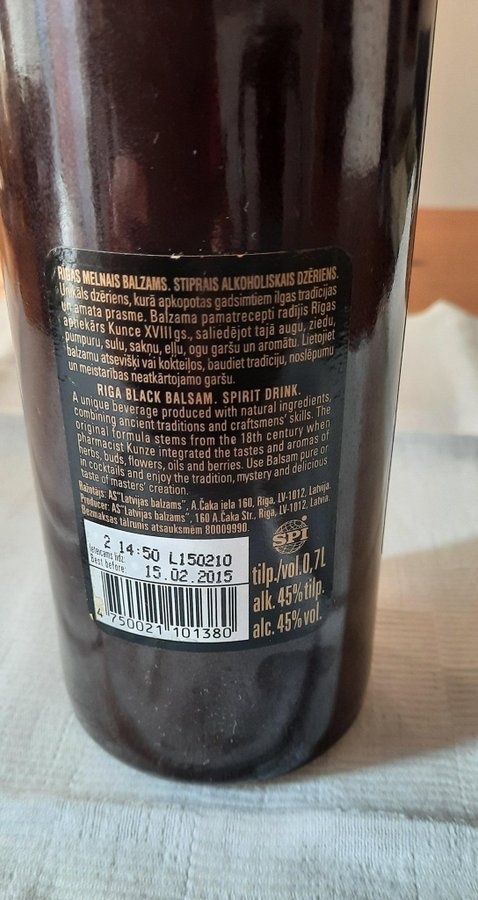 RĪGAS MELNAIS BALZAMS. STIPRAIS ALKOHOLISKAIS DZĒRIENS.
Unikāls dzēriens, kurā apkopotas gadsimtiem ilgas tradīcijas
un amata prasme. Balzama pamatrecepti radījis Rīgas
aptiekārs Kunce XVIII gs., saliedējot tajā augu, ziedu,
pumpuru, sulu, sakņu, eļļu, ogu garšu un aromātu. Lietojiet
balzamu atsevišķi vai kokteiļos, baudiet tradīciju, noslēpumu
un meistarības neatkārtojamo garšu.
RIGA BLACK BALSAM. SPIRIT DRINK.
A unique beverage produced with natural ingredients,
combining ancient traditions and craftsmens' skills. The
original formula stems from the 18th century when
pharmacist Kunze integrated the tastes and aromas of
herbs, buds, flowers, oils and berries. Use Balsam pure or
in cocktails and enjoy the tradition, mystery and delicious
taste of masters' creation.
Ražotājs: AS"Latvijas balzams", A.Čaka iela 160, Rīga, LV-1012, Latvija.
Producer: AS"Latvijas balzams", 160 A.Čaka Str., Riga, LV-1012, Latvia.
Bezmaksas tālrunis atsauksmēm 80009990.
SPI
2 14:50 L150210
Ieteicams līdz
Best before:
15.02.2015
4 750021 101380
tilp./vol. 0,7L
alk. 45% tilp.
alc. 45% vol.